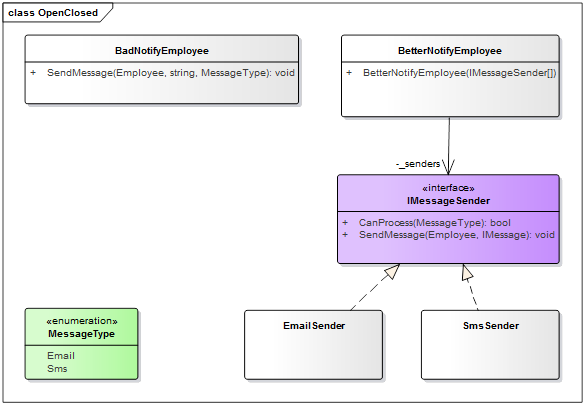 class OpenClosed
BadNotifyEmployee
+ SendMessage(Employee, string, MessageType): void
BetterNotifyEmployee
+ BetterNotifyEmployee(IMessageSender[])
-_senders
«interface»
IMessageSender
+ CanProcess(MessageType): bool
+ SendMessage(Employee, IMessage): void
«enumeration»
MessageType
Email
Sms
EmailSender
SmsSender